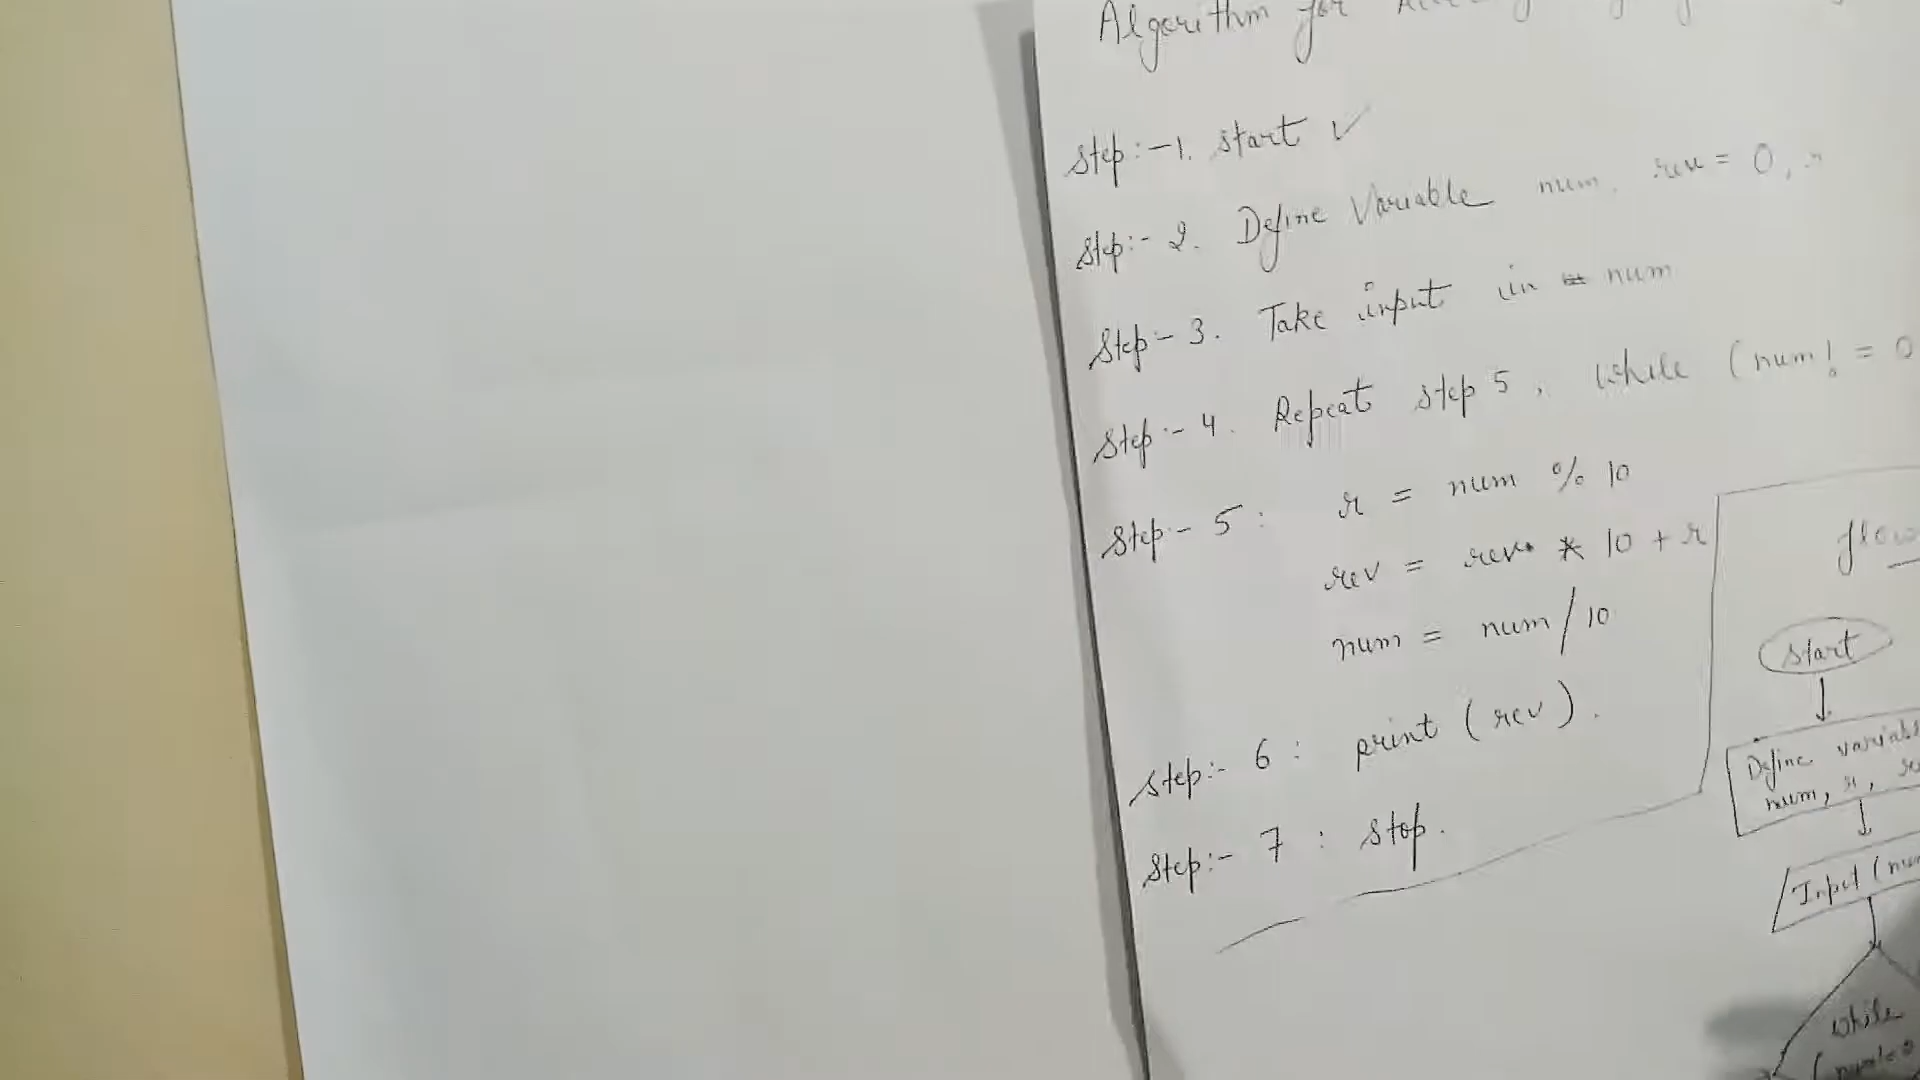 Algorithm for
Step:-1. Start ✓
Step:- 2. Define Variable num, rev = 0, r
Step:- 3. Take input in num
Step:- 4. Repeat step 5, while (num! = 0
Step:- 5: r = num % 10
rev = rev * 10 + r
num = num/10
Step:- 6: print (rev).
Step:- 7: Stop.
flow
Start
Define variabl
num, r, re
Input (num
while